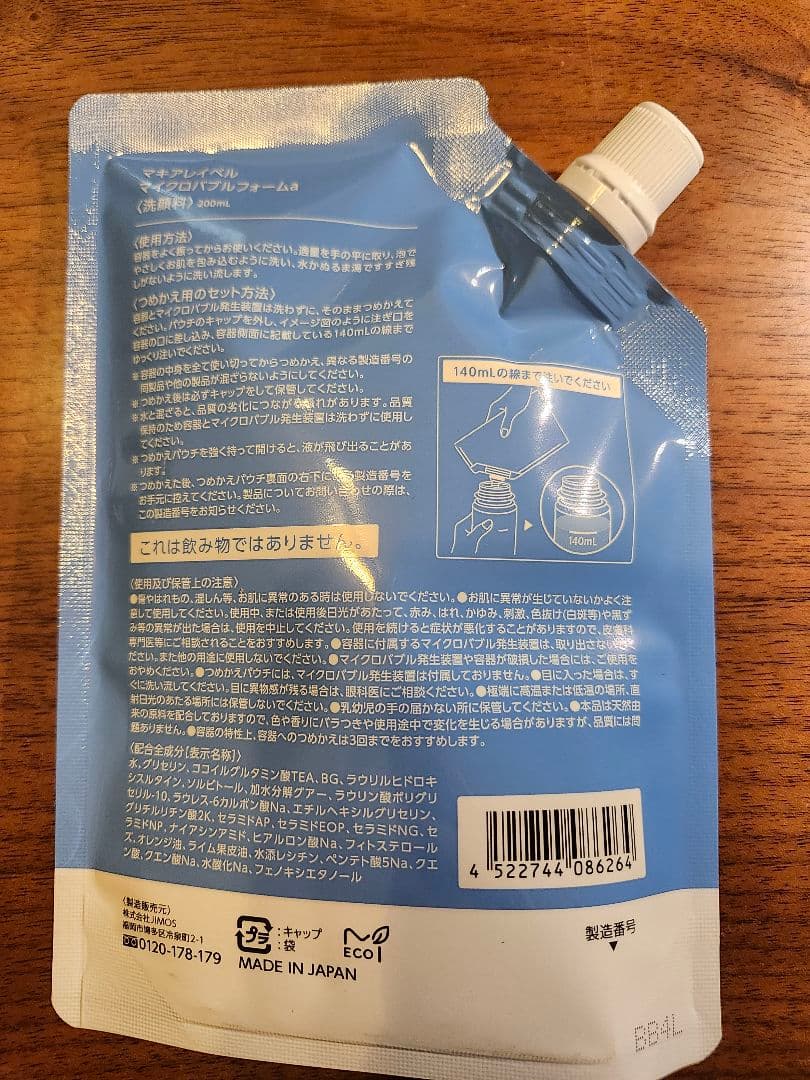 マキアレイベル
マイクロバブルフォームa
〈洗顔料〉 200mL
〈使用方法〉
容器をよく振ってからお使いください。適量を手の平に取り、泡で
やさしくお肌を包み込むように洗い、水かぬるま湯ですすぎ残
しがないように洗い流します。
〈つめかえ用のセット方法〉
容器とマイクロバブル発生装置は洗わずに、そのままつめかえて
ください。パウチのキャップを外し、イメージ図のように注ぎ口を
容器の口に差し込み、容器側面に記載している140mLの線まで
ゆっくり注いでください。
※容器の中身を全て使い切ってからつめかえ、異なる製造番号の
同製品や他の製品が混ざらないようにしてください。
※つめかえ後は必ずキャップをして保管してください。
※水と混ざると、品質の劣化につながる恐れがあります。品質
保持のため容器とマイクロバブル発生装置は洗わずに使用し
てください。
※つめかえパウチを強く持って開けると、液が飛び出ることがあ
ります。
※つめかえた後、つめかえパウチ裏面の右下にある製造番号を
お手元に控えてください。製品についてお問い合わせの際は、
この製造番号をお知らせください。
140mLの線まで注いでください
140mL
これは飲み物ではありません。
〈使用及び保管上の注意〉
●傷やはれもの、湿しん等、お肌に異常のある時は使用しないでください。●お肌に異常が生じていないかよく注
意して使用してください。使用中、または使用後日光があたって、赤み、はれ、かゆみ、刺激、色抜け(白斑等)や黒ず
み等の異常が出た場合は、使用を中止してください。使用を続けると症状が悪化することがありますので、皮膚科
専門医等にご相談されることをおすすめします。●容器に付属するマイクロバブル発生装置は、取り出さないでく
ださい。また他の用途に使用しないでください。●マイクロバブル発生装置や容器が破損した場合には、ご使用を
おやめください。●つめかえパウチには、マイクロバブル発生装置は付属しておりません。●目に入った場合は、す
ぐに洗い流してください。目に異物感が残る場合は、眼科医にご相談ください。●極端に高温または低温の場所、直
射日光のあたる場所には保管しないでください。●乳幼児の手の届かない所に保管してください。●本品は天然由
来の原料を配合しておりますので、色や香りにバラつきや使用途中で変化を生じる場合がありますが、品質には問
題ありません。●容器の特性上、容器へのつめかえは3回までをおすすめします。
〈配合全成分[表示名称]〉
水、グリセリン、ココイルグルタミン酸TEA、BG、ラウリルヒドロキ
シスルタイン、ソルビトール、加水分解グアー、ラウリン酸ポリグリ
セリル-10、ラウレス-6カルボン酸Na、エチルヘキシルグリセリン、
グリチルリチン酸2K、セラミドAP、セラミドEOP、セラミドNG、セ
ラミドNP、ナイアシンアミド、ヒアルロン酸Na、フィトステロール
ズ、オレンジ油、ライム果皮油、水添レシチン、ペンテト酸5Na、クエ
ン酸、クエン酸Na、水酸化Na、フェノキシエタノール
4 522744 086264
〈製造販売元〉
株式会社JIMOS
福岡市博多区冷泉町2-1
0120-178-179
プラ
:キャップ
:袋
ECO
MADE IN JAPAN
製造番号
▼
BB4L